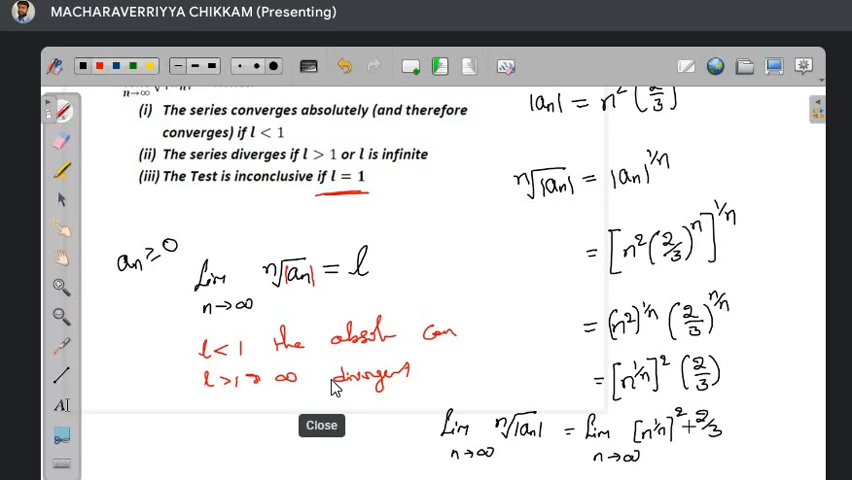 MACHARAVERRIYYA CHIKKAM (Presenting)
n→∞
(i) The series converges absolutely (and therefore
converges) if l < 1
(ii) The series diverges if l > 1 or l is infinite
(iii) The Test is inconclusive if l = 1
an ≥ 0
Lim n→∞ ⁿ√|an| = l
l < 1 the absolt con
l > 1 → ∞ divergent
Close
|an| = n² (2/3)
ⁿ√|an| = |an|^1/n
= [n² (2/3)^n]^1/n
= (n²)^1/n (2/3)^n/n
= [n^1/n]² (2/3)
Lim n→∞ ⁿ√|an| = Lim n→∞ [n^1/n]² + 2/3